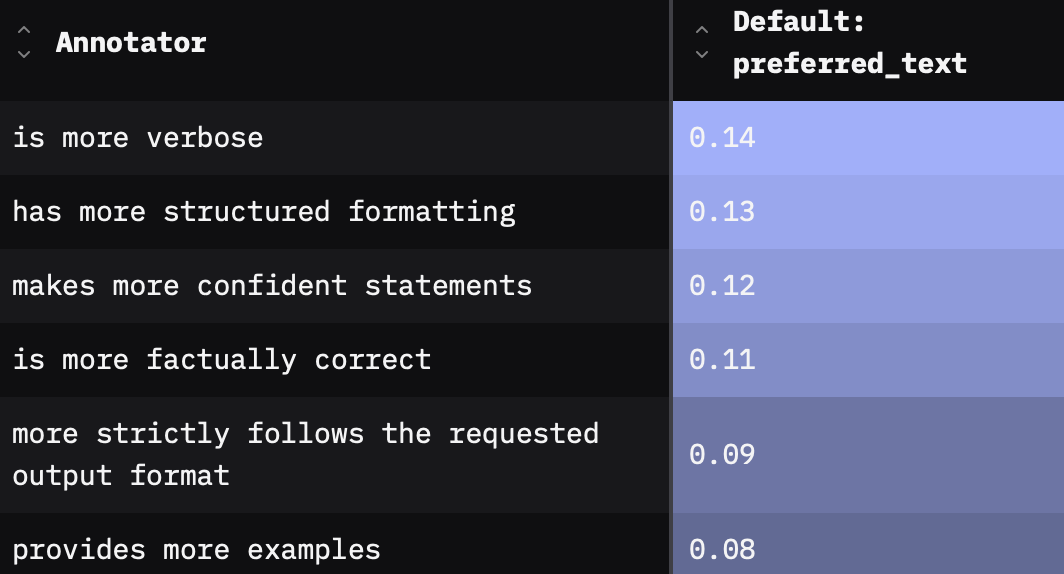 Annotator
Default:
preferred_text
is more verbose
0.14
has more structured formatting
0.13
makes more confident statements
0.12
is more factually correct
0.11
more strictly follows the requested
output format
0.09
provides more examples
0.08